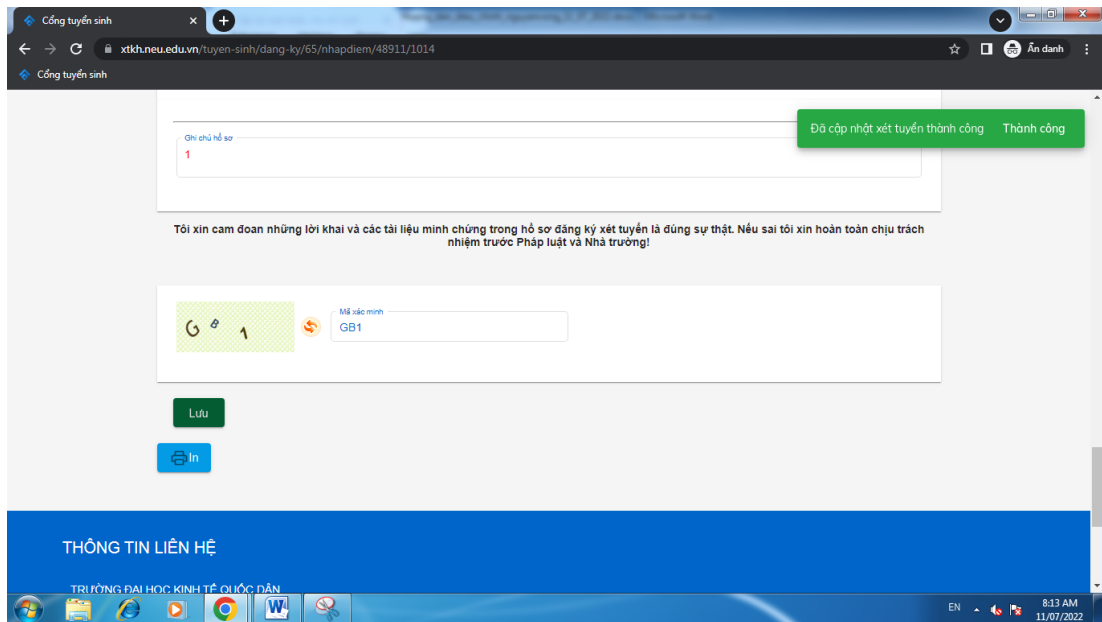 Cổng tuyển sinh
xtkh.neu.edu.vn/tuyen-sinh/dang-ky/65/nhapdiem/48911/1014
Ẩn danh
Cổng tuyển sinh
Đã cập nhật xét tuyển thành công Thành công
Ghi chú hồ sơ
1
Tôi xin cam đoan những lời khai và các tài liệu minh chứng trong hồ sơ đăng ký xét tuyển là đúng sự thật. Nếu sai tôi xin hoàn toàn chịu trách
nhiệm trước Pháp luật và Nhà trường!
G B 1
Mã xác minh
GB1
Lưu
In
THÔNG TIN LIÊN HỆ
TRƯỜNG ĐẠI HỌC KINH TẾ QUỐC DÂN
EN
8:13 AM
11/07/2022